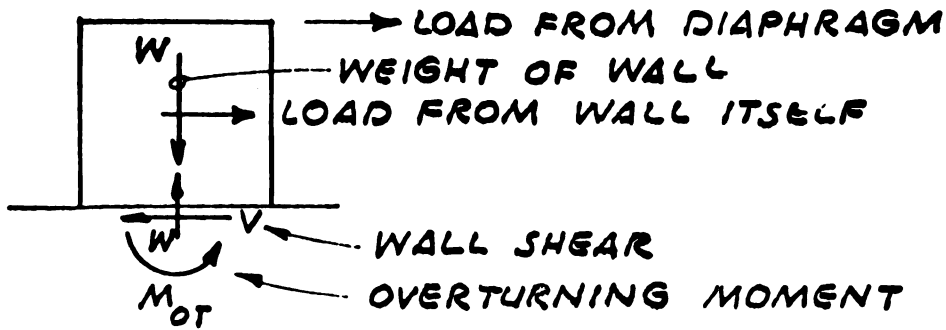 LOAD FROM DIAPHRAGM
W
WEIGHT OF WALL
LOAD FROM WALL ITSELF
V
W
WALL SHEAR
M_OT
OVERTURNING MOMENT